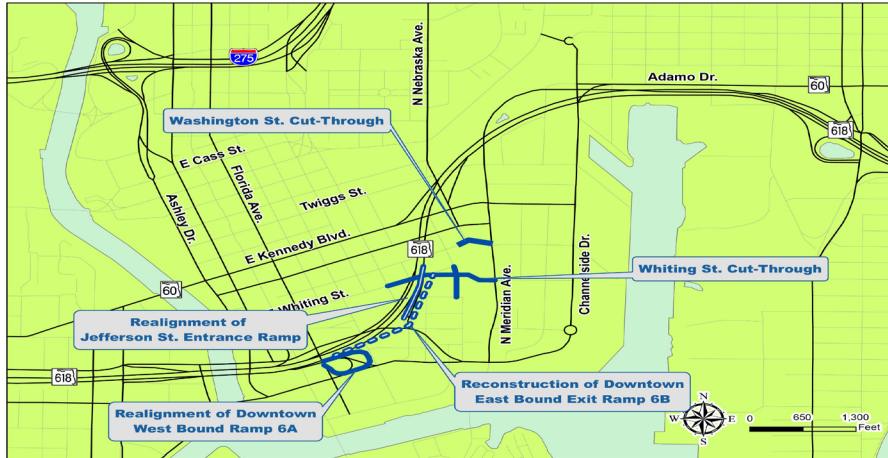 275
N Nebraska Ave.
Adamo Dr.
60
618
Washington St. Cut-Through
E Cass St.
Ashley Dr.
Florida Ave.
Twiggs St.
E Kennedy Blvd.
618
60
Whiting St.
Whiting St. Cut-Through
N Meridian Ave.
Channelside Dr.
Realignment of
Jefferson St. Entrance Ramp
618
Reconstruction of Downtown
East Bound Exit Ramp 6B
Realignment of Downtown
West Bound Ramp 6A
N
W E
S
0 650 1,300
Feet